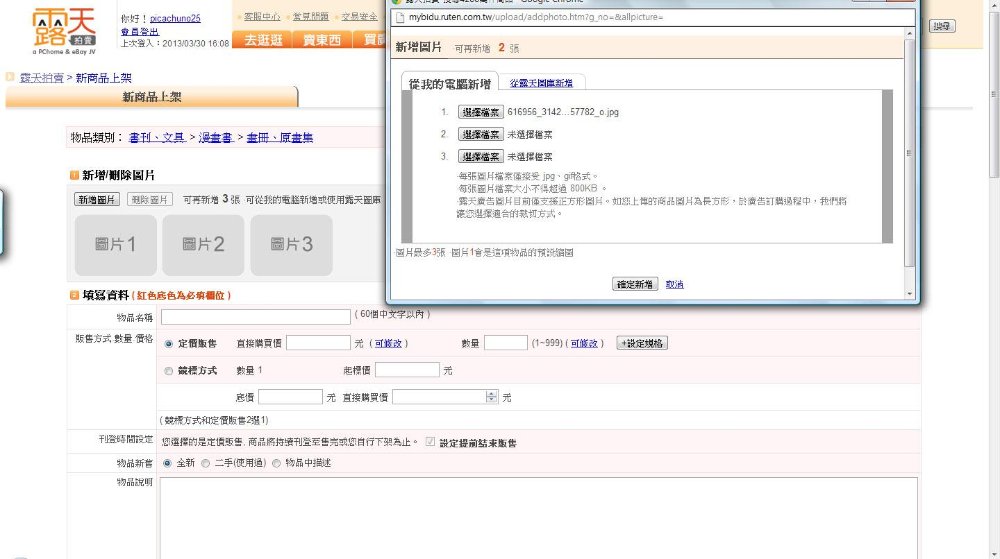 露天
拍賣
a PChome & eBay JV
你好！ picachuno25
會員登出
上次登入：2013/03/30 16:08
客服中心 常見問題 交易安全
去逛逛 賣東西 買廣
露天拍賣 > 新商品上架
新商品上架
物品類別： 書刊、文具 > 漫畫書 > 畫冊、原畫集
1 新增/刪除圖片
新增圖片 刪除圖片 可再新增 3 張 ·可從我的電腦新增或使用露天圖庫
圖片1 圖片2 圖片3
2 填寫資料 ( 紅色底色為必填欄位 )
物品名稱 ( 60個中文字以內 )
販售方式.數量.價格 定價販售 直接購買價 元 ( 可修改 ) 數量 (1~999) ( 可修改 ) +設定規格
競標方式 數量 1 起標價 元
底價 元 直接購買價 元
( 競標方式和定價販售2選1)
刊登時間設定 您選擇的是定價販售, 商品將持續刊登至售完或您自行下架為止。 設定提前結束販售
物品新舊 全新 二手(使用過) 物品中描述
物品說明
mybidu.ruten.com.tw/upload/addphoto.htm?g_no=&allpicture=
搜尋
新增圖片 ·可再新增 2 張
從我的電腦新增 從露天圖庫新增
1. 選擇檔案 616956_3142...57782_o.jpg
2. 選擇檔案 未選擇檔案
3. 選擇檔案 未選擇檔案
·每張圖片檔案僅接受 jpg、gif格式。
·每張圖片檔案大小不得超過 800KB 。
·露天廣告圖片目前僅支援正方形圖片。如您上傳的商品圖片為長方形，於廣告訂購過程中，我們將
讓您選擇適合的裁切方式。
·圖片最多3張 ·圖片1會是這項物品的預設縮圖
確定新增 取消